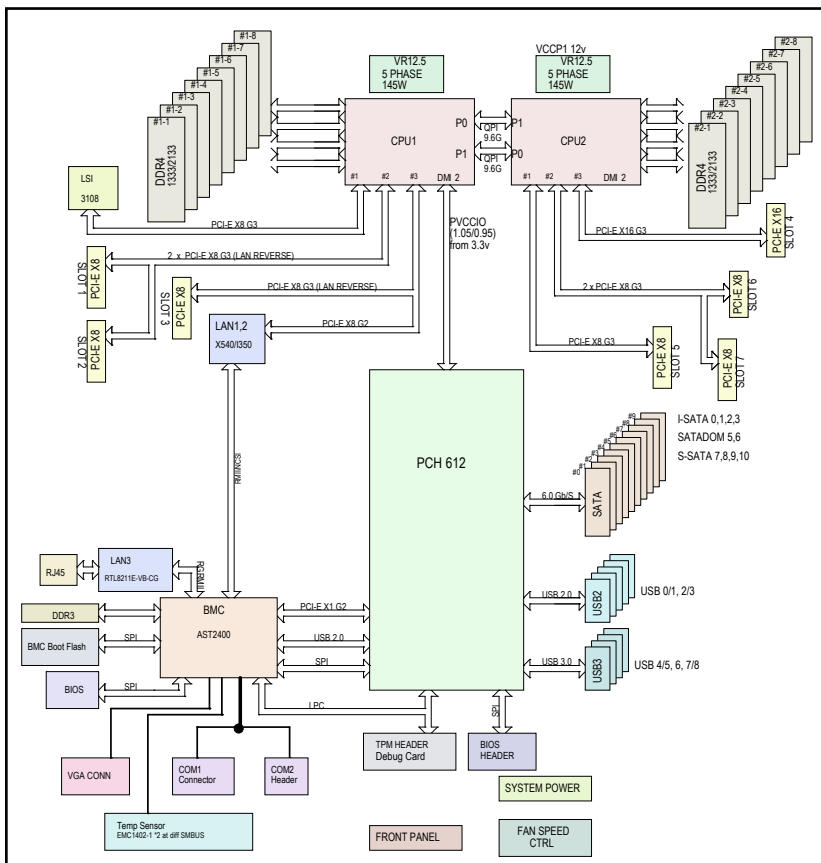 VCCP1 12v
VR12.5
5 PHASE
145W
VR12.5
5 PHASE
145W
#1-8
#1-7
#1-6
#1-5
#1-4
#1-3
#1-2
#1-1
DDR4
1333/2133
#2-8
#2-7
#2-6
#2-5
#2-4
#2-3
#2-2
#2-1
DDR4
1333/2133
CPU1
P0
P1
#1
#2
#3
DMI 2
QPI
9.6G
QPI
9.6G
P1
P0
CPU2
#1
#2
#3
DMI 2
LSI
3108
PCI-E X8 G3
PVCCIO
(1.05/0.95)
from 3.3v
PCI-E X16 G3
PCI-E X16
SLOT 4
2 x PCI-E X8 G3 (LAN REVERSE)
PCI-E X8
SLOT 1
PCI-E X8
SLOT 2
PCI-E X8 G3 (LAN REVERSE)
PCI-E X8
SLOT 3
PCI-E X8 G2
LAN1,2
X540/I350
2 x PCI-E X8 G3
PCI-E X8
SLOT 6
PCI-E X8
SLOT 7
PCI-E X8 G3
PCI-E X8
SLOT 5
PCH 612
#9
#8
#7
#6
#5
#4
#3
#2
#1
#0
SATA
6.0 Gb/S
I-SATA 0,1,2,3
SATADOM 5,6
S-SATA 7,8,9,10
RMII/NCSI
RJ45
LAN3
RTL8211E-VB-CG
RGRMII
DDR3
BMC Boot Flash
SPI
BIOS
SPI
BMC
AST2400
PCI-E X1 G2
USB 2.0
SPI
LPC
USB 2.0
USB2
USB 0/1, 2/3
USB 3.0
USB3
USB 4/5, 6, 7/8
SPI
TPM HEADER
Debug Card
BIOS
HEADER
VGA CONN
COM1
Connector
COM2
Header
Temp Sensor
EMC1402-1 *2 at diff SMBUS
SYSTEM POWER
FRONT PANEL
FAN SPEED
CTRL